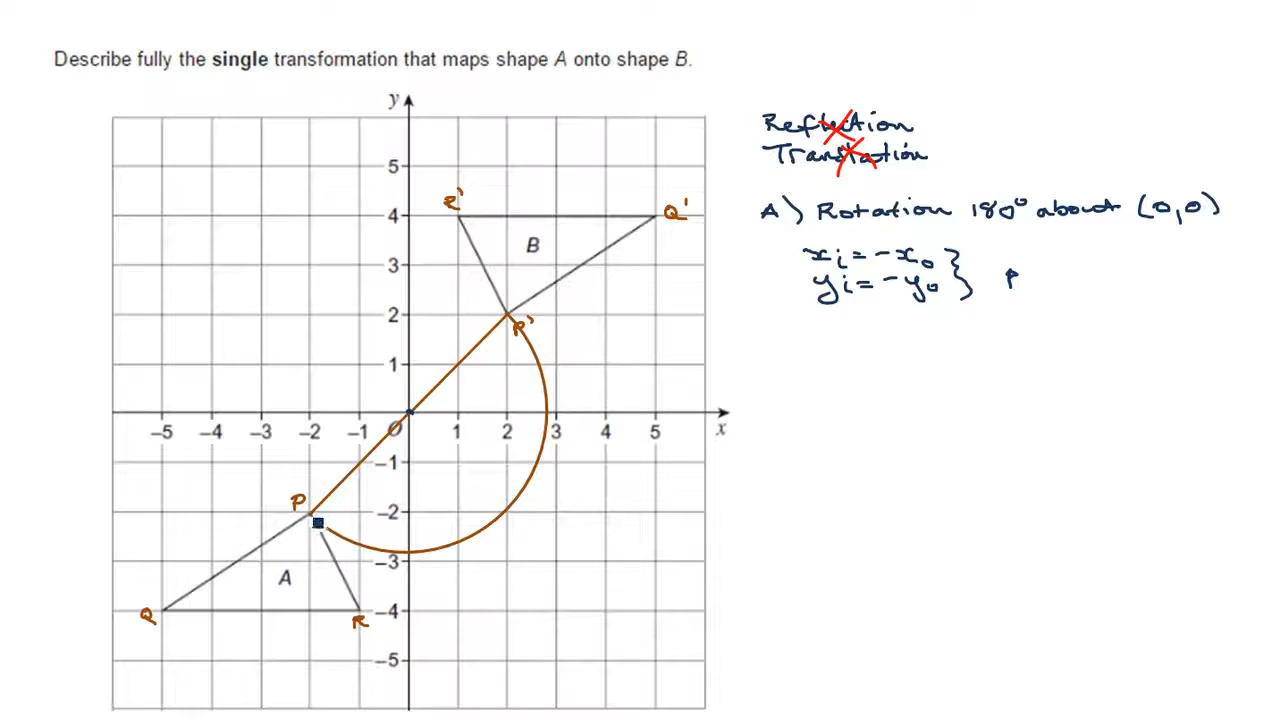 Describe fully the single transformation that maps shape A onto shape B.
Reflection
Translation
A) Rotation 180° about (0,0)
xi = -xo }
yi = -yo }
P
y
5
4
3
2
1
-5 -4 -3 -2 -1 O 1 2 3 4 5 x
-1
-2
-3
-4
-5
R' Q'
B
P'
P
A
Q R